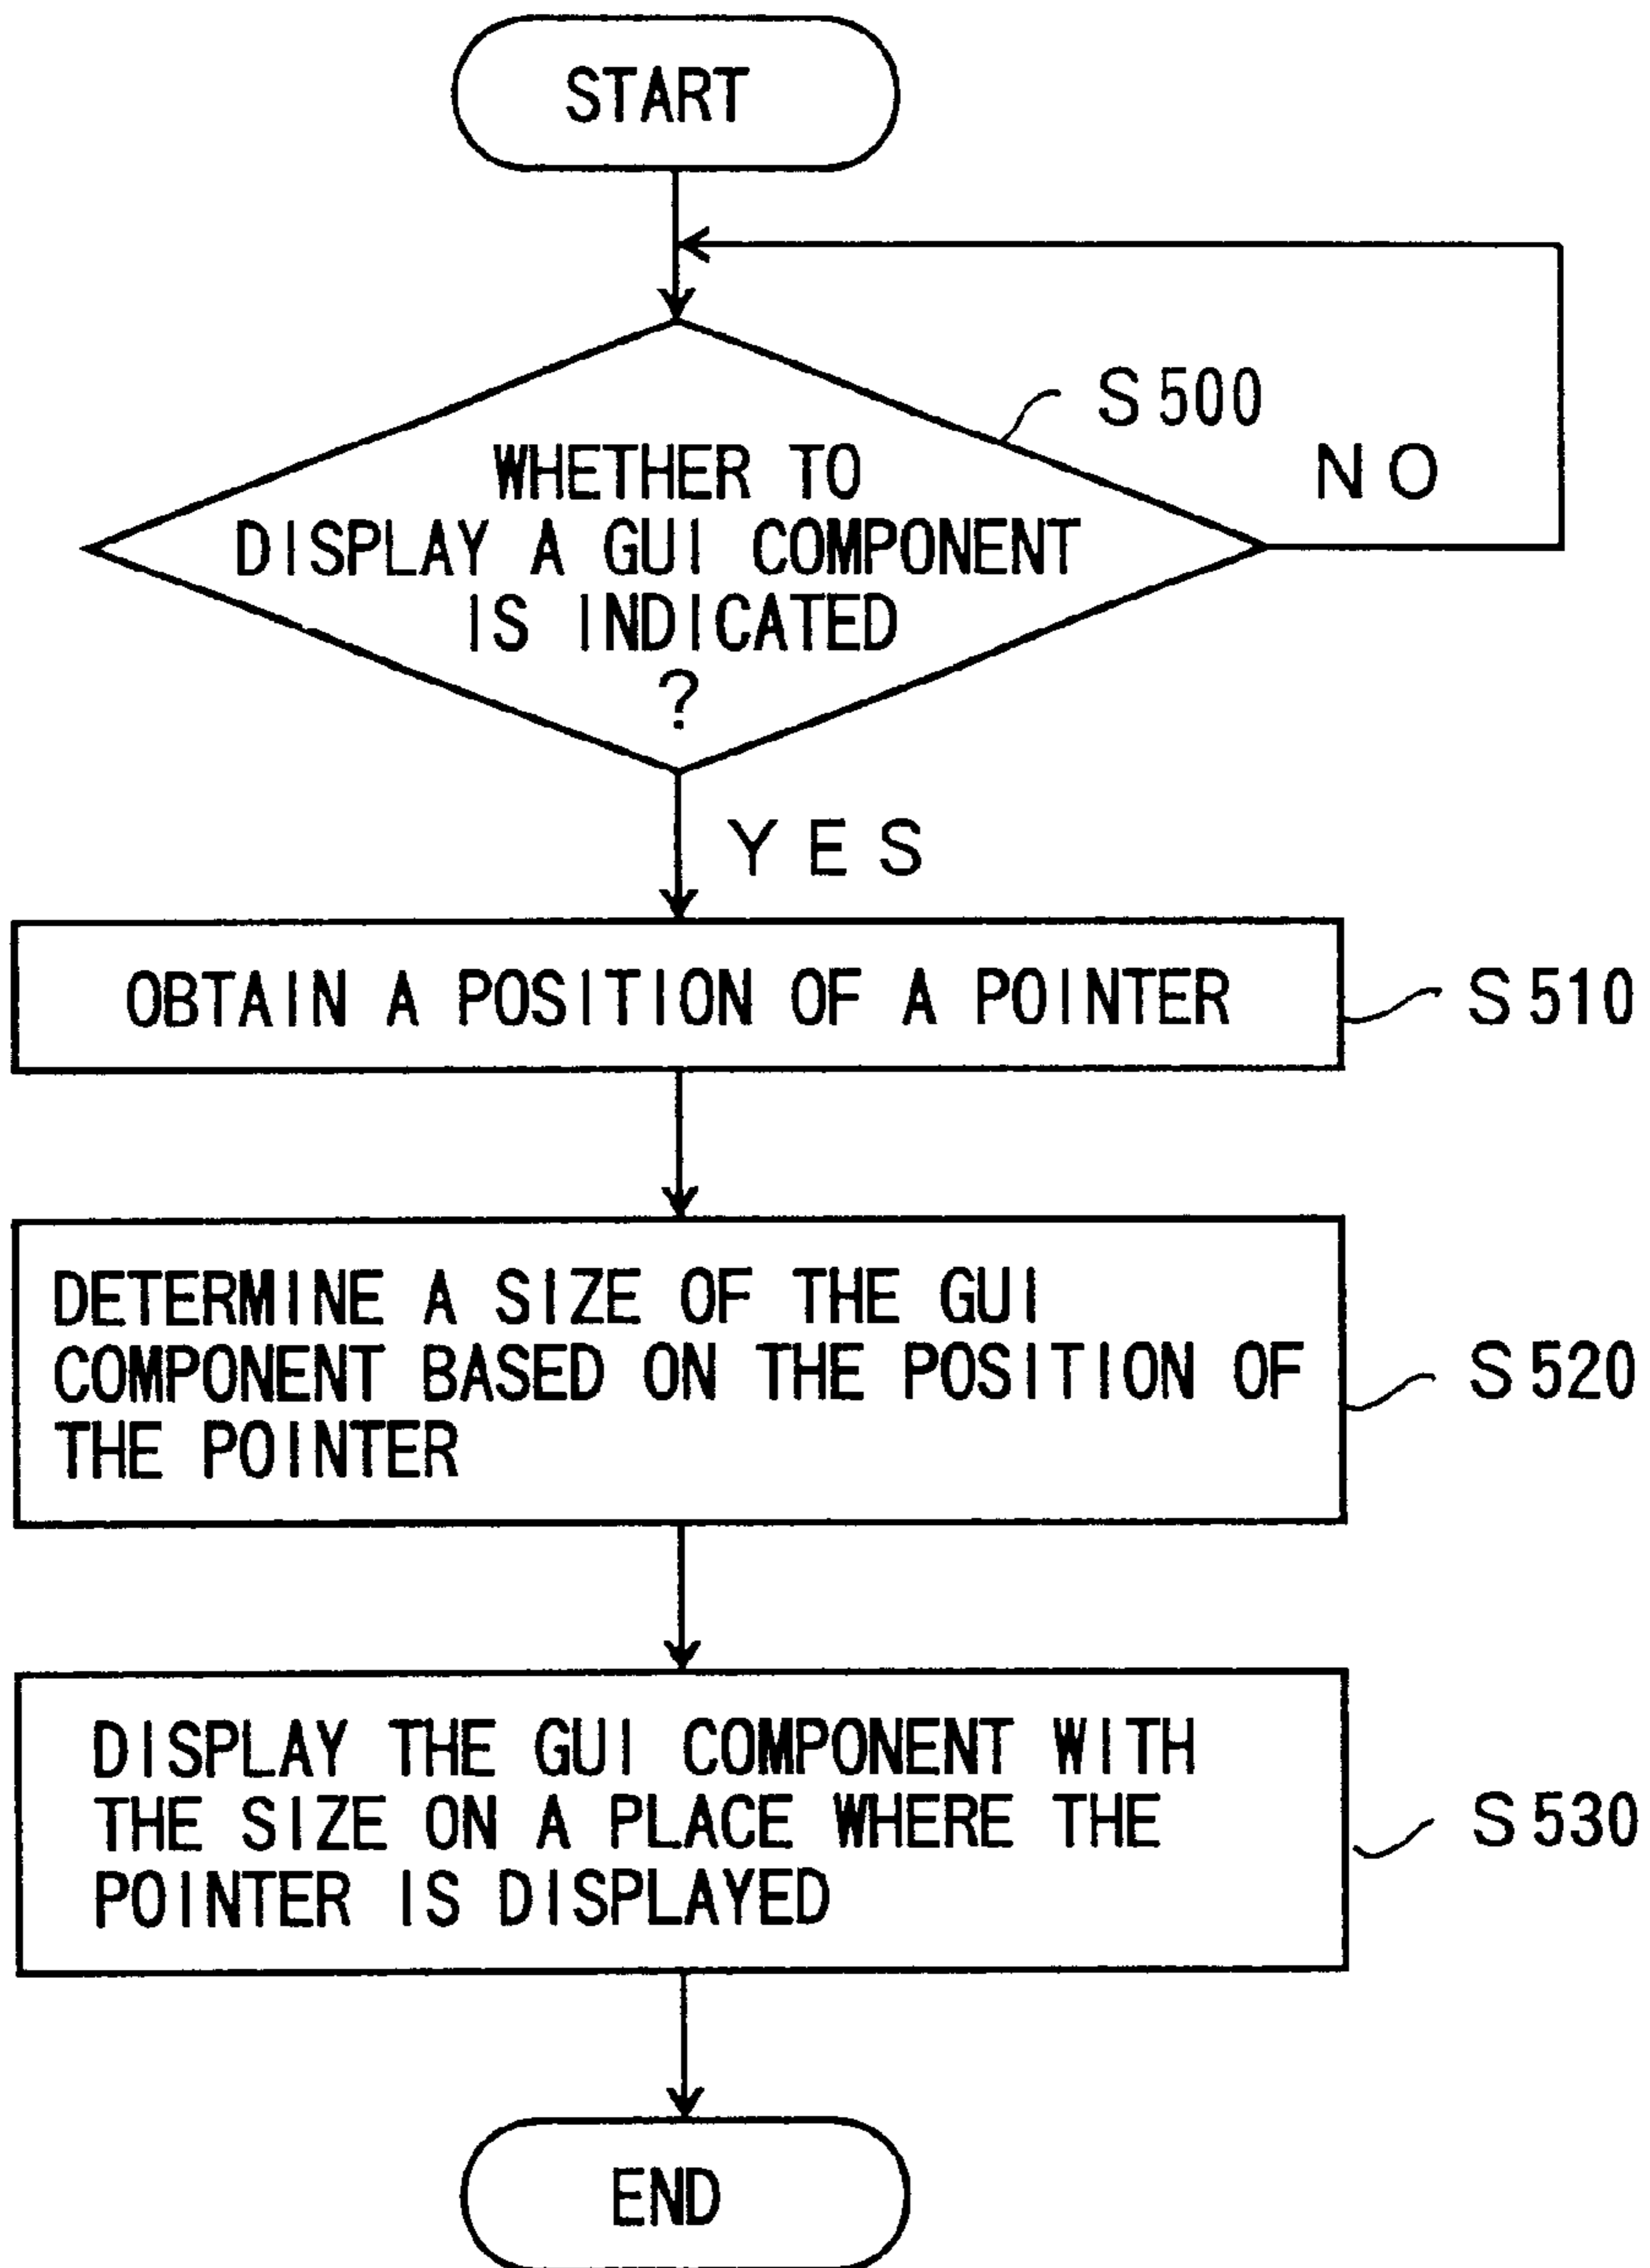 START
S500
WHETHER TO
NO
DISPLAY A GUI COMPONENT
IS INDICATED
?
YES
OBTAIN A POSITION OF A POINTER
S510
DETERMINE A SIZE OF THE GUI
COMPONENT BASED ON THE POSITION OF
S520
THE POINTER
DISPLAY THE GUI COMPONENT WITH
THE SIZE ON A PLACE WHERE THE
S530
POINTER IS DISPLAYED
END